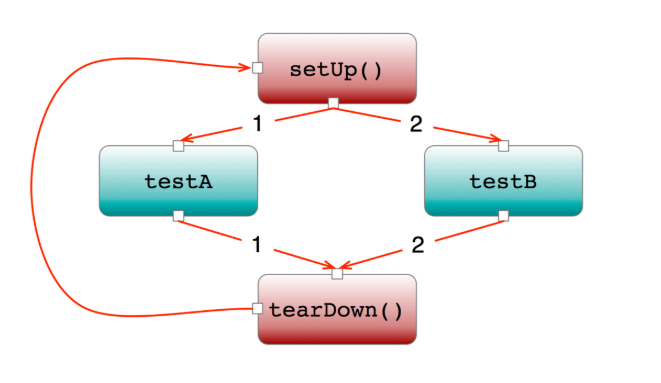 setUp()
1
2
testA
testB
1
2
tearDown()